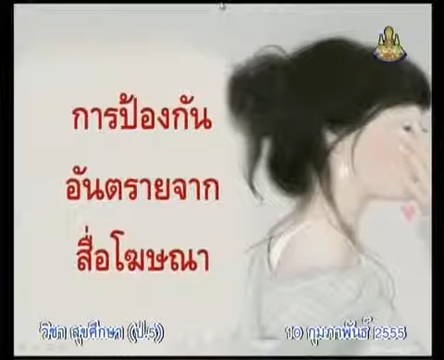 การป้องกัน
อันตรายจาก
สื่อโฆษณา
วิชา สุขศึกษา (ป.5)
10 กุมภาพันธ์ 2555